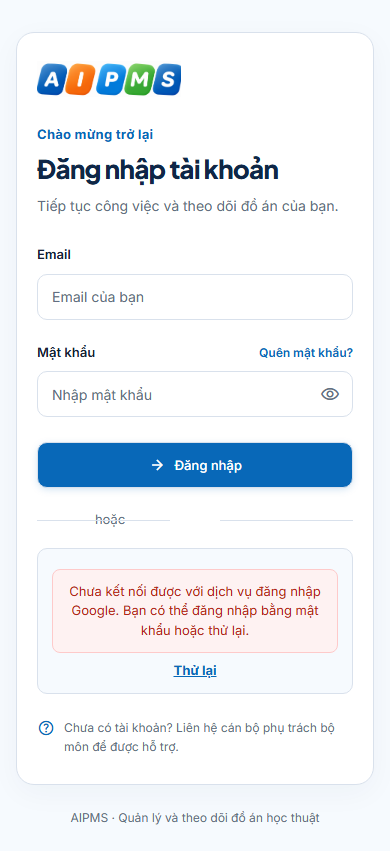 AIPMS
Chào mừng trở lại
Đăng nhập tài khoản
Tiếp tục công việc và theo dõi đồ án của bạn.
Email
Email của bạn
Mật khẩu
Quên mật khẩu?
Nhập mật khẩu
Đăng nhập
hoặc
Chưa kết nối được với dịch vụ đăng nhập
Google. Bạn có thể đăng nhập bằng mật
khẩu hoặc thử lại.
Thử lại
Chưa có tài khoản? Liên hệ cán bộ phụ trách bộ
môn để được hỗ trợ.
AIPMS · Quản lý và theo dõi đồ án học thuật